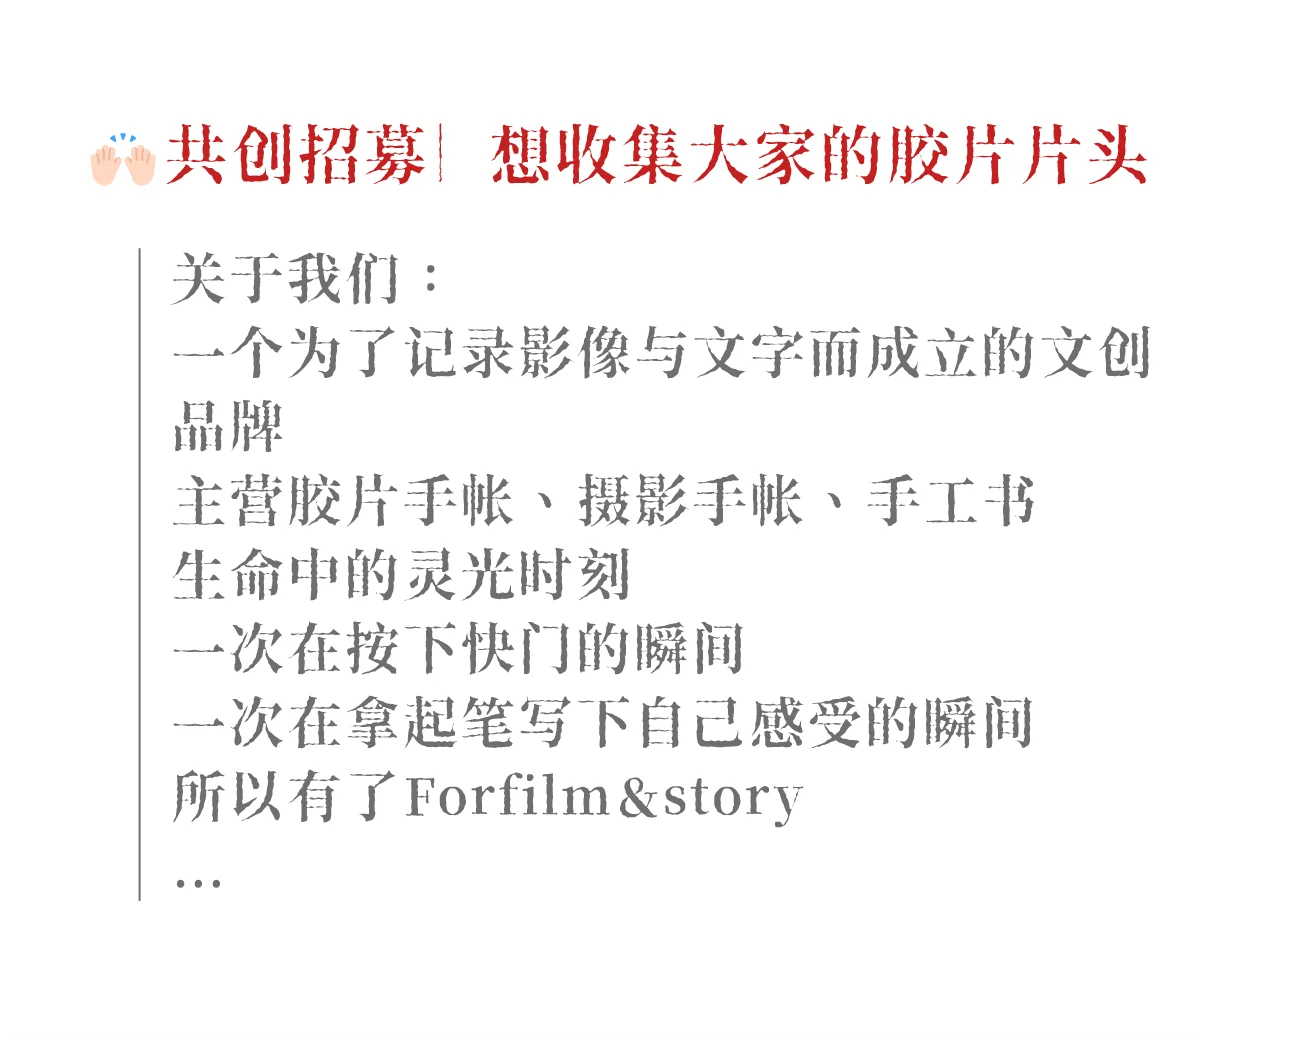 🙌🏻共创招募| 想收集大家的胶片片头
关于我们：
一个为了记录影像与文字而成立的文创
品牌
主营胶片手帐、摄影手帐、手工书
生命中的灵光时刻
一次在按下快门的瞬间
一次在拿起笔写下自己感受的瞬间
所以有了Forfilm&story
...